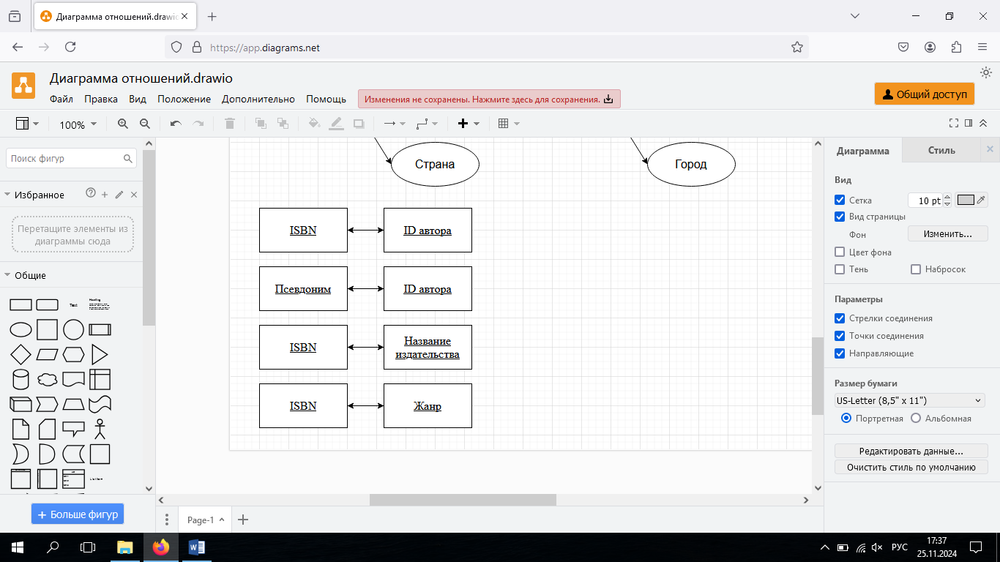 Диаграмма отношений.drawio
https://app.diagrams.net
Диаграмма отношений.drawio
Файл Правка Вид Положение Дополнительно Помощь
Изменения не сохранены. Нажмите здесь для сохранения.
Общий доступ
100%
Поиск фигур
Избранное
Перетащите элементы из
диаграммы сюда
Общие
Text
Heading
Больше фигур
Страна
Город
ISBN
ID автора
Псевдоним
ID автора
ISBN
Название
издательства
ISBN
Жанр
Page-1
Диаграмма
Стиль
Вид
Сетка
10 pt
Вид страницы
Фон
Изменить...
Цвет фона
Тень
Набросок
Параметры
Стрелки соединения
Точки соединения
Направляющие
Размер бумаги
US-Letter (8,5" x 11")
Портретная
Альбомная
Редактировать данные...
Очистить стиль по умолчанию
РУС
17:37
25.11.2024